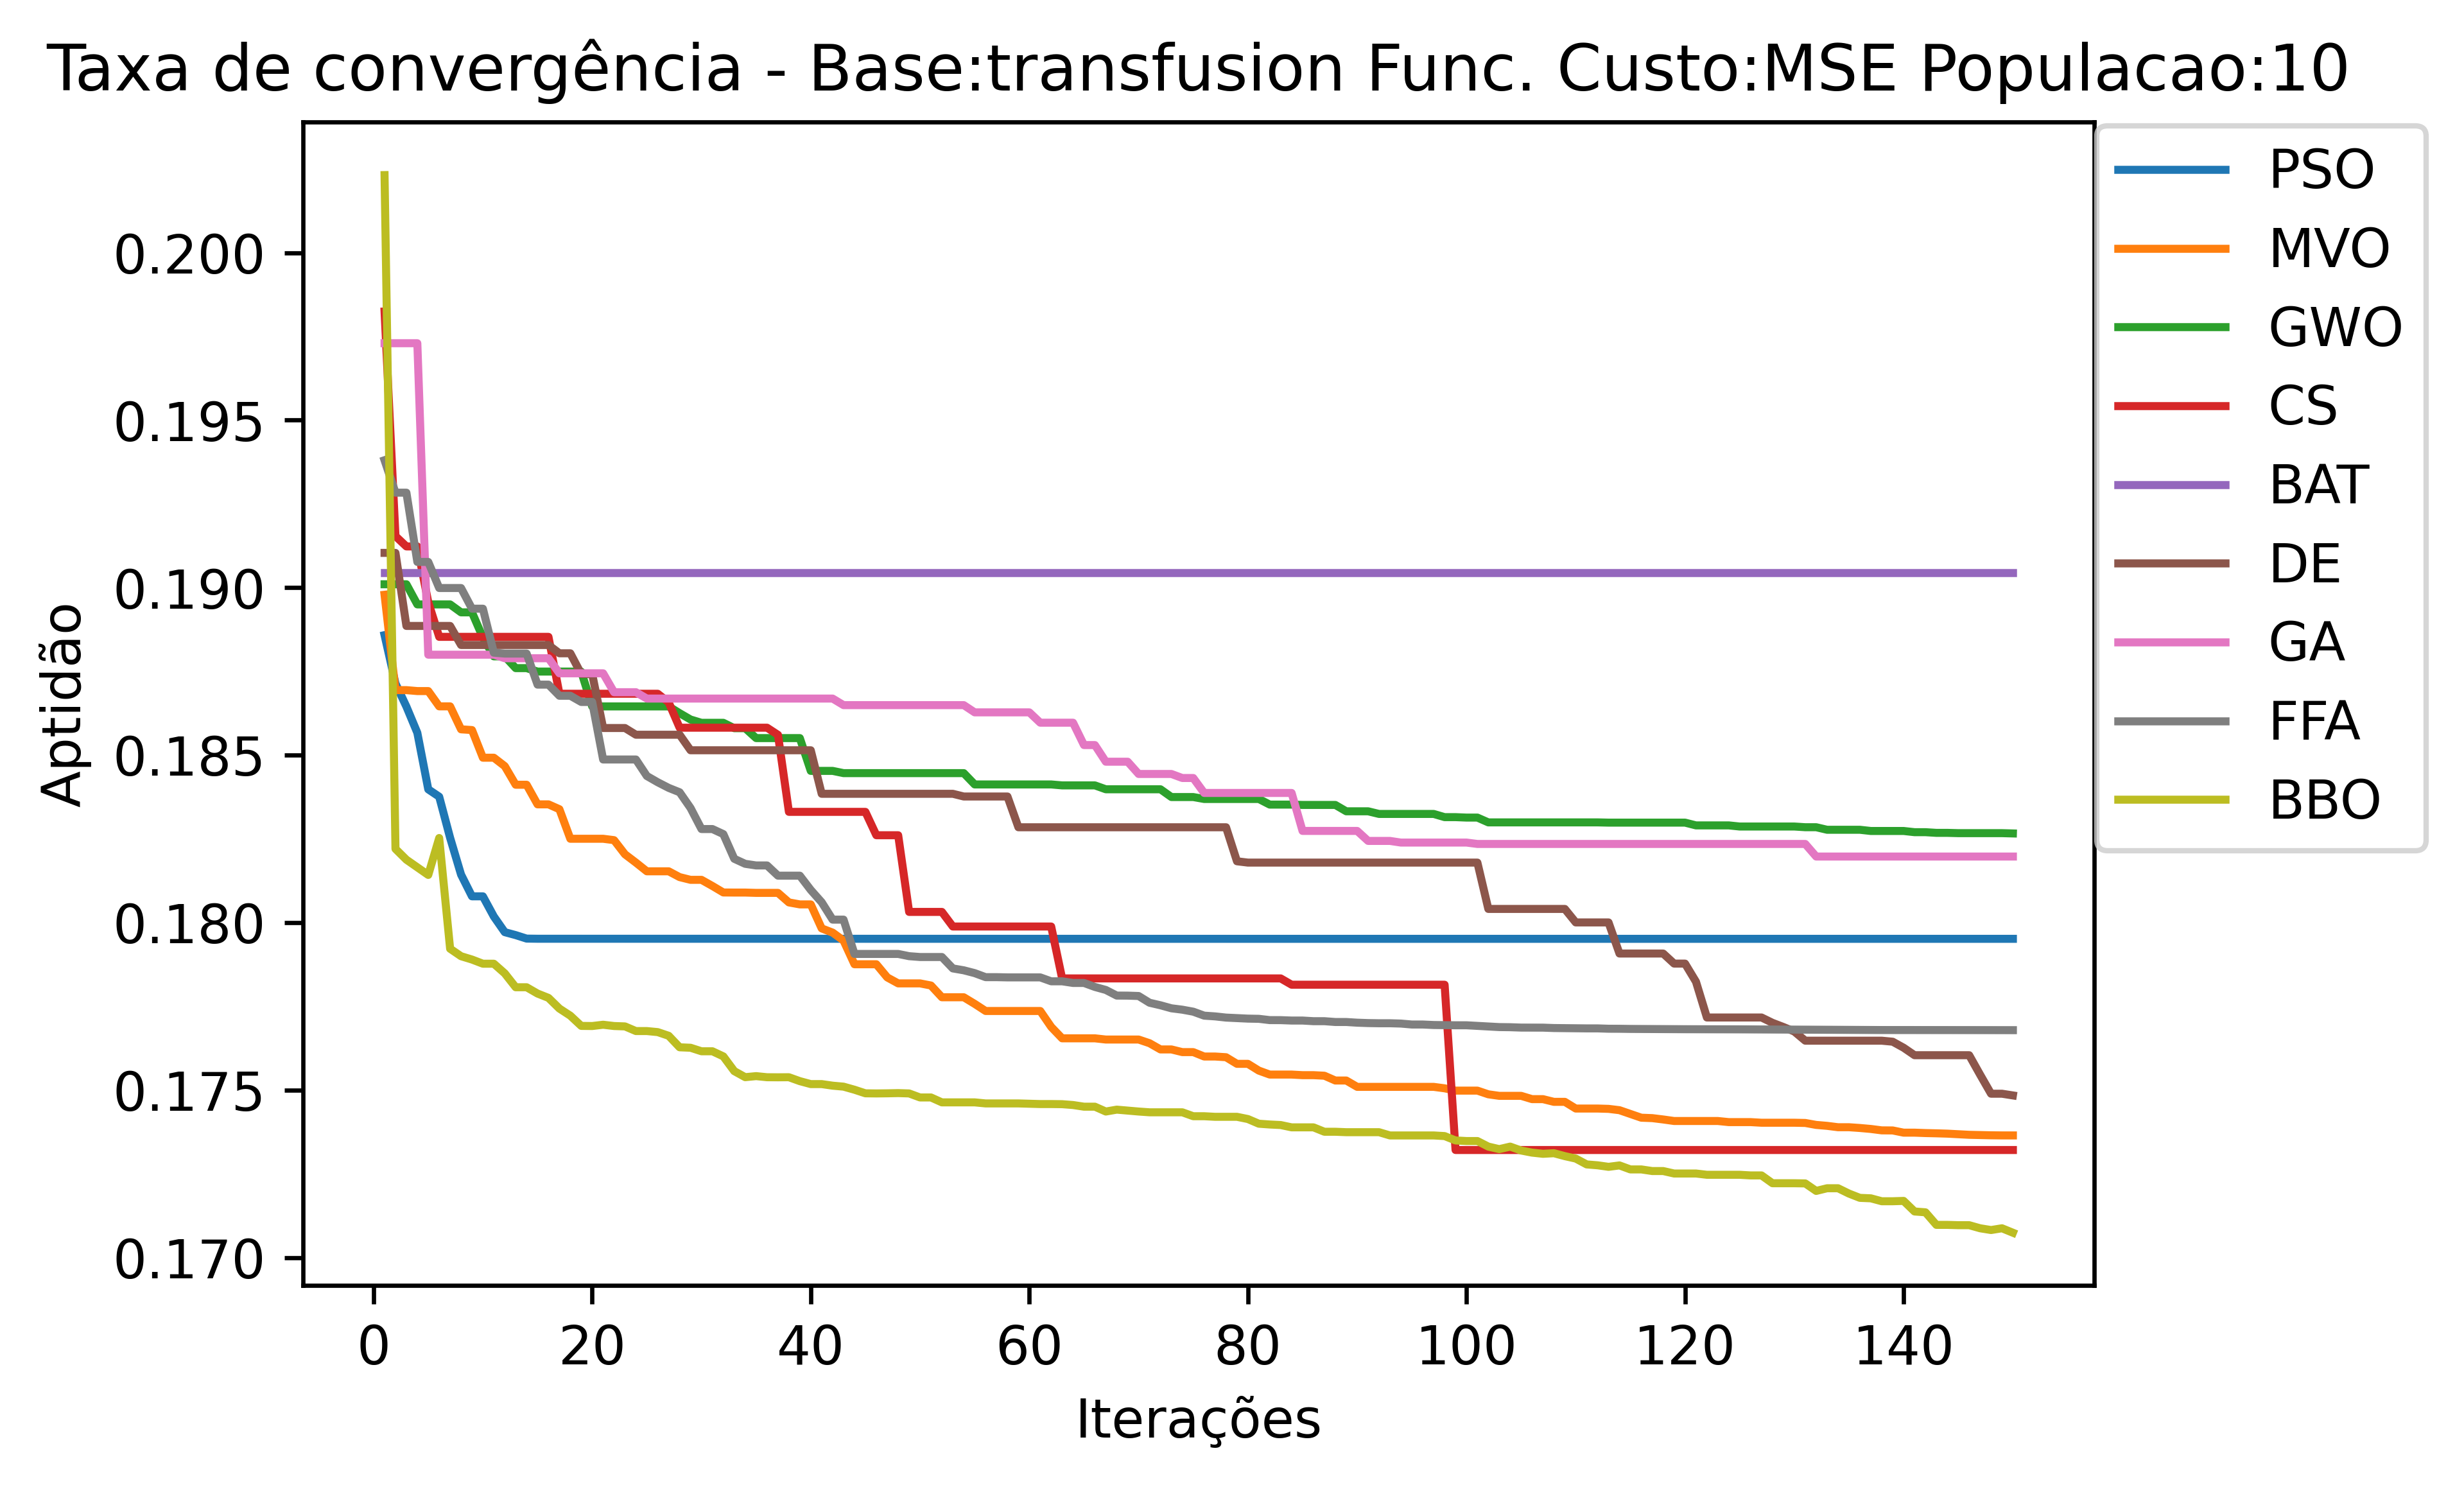 Taxa de convergência - Base:transfusion Func. Custo:MSE Populacao:10
PSO
MVO
GWO
CS
BAT
DE
GA
FFA
BBO
Aptidão
0.200
0.195
0.190
0.185
0.180
0.175
0.170
0 20 40 60 80 100 120 140
Iterações